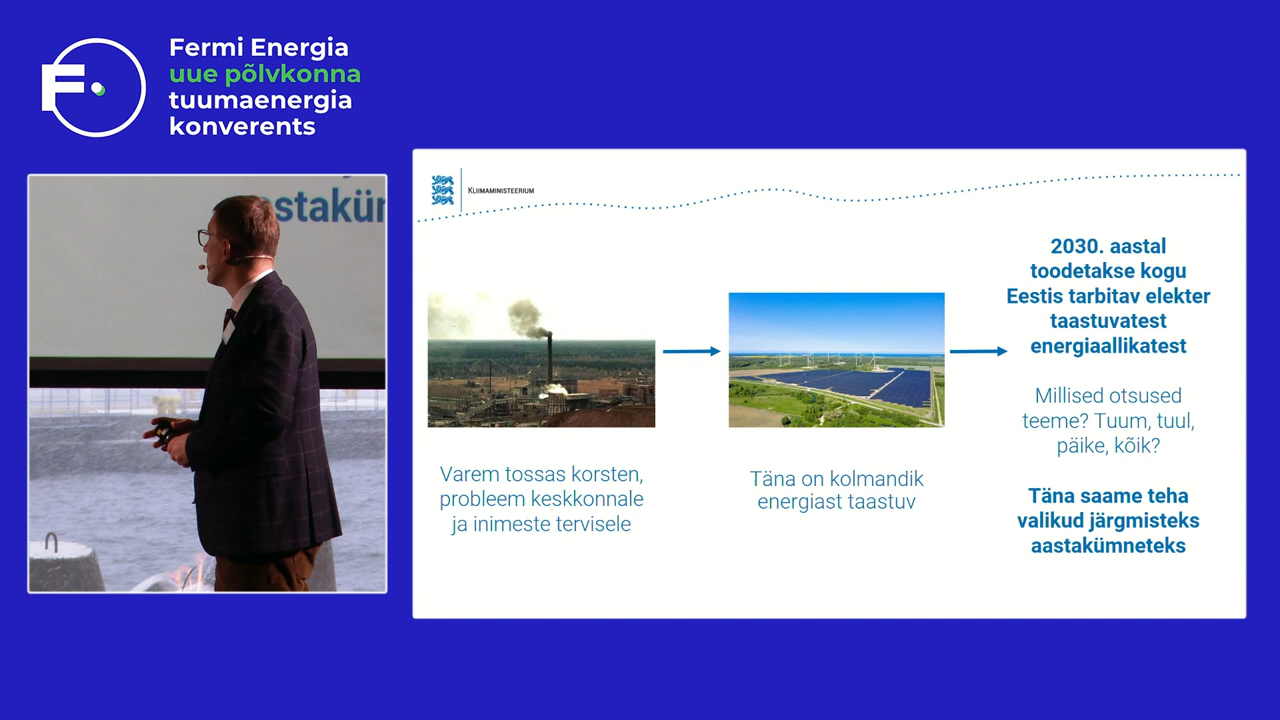 Fermi Energia
uue põlvkonna
tuumaenergia
konverents
F
astakü
KLIIMAMINISTEERIUM
Varem tossas korsten,
probleem keskkonnale
ja inimeste tervisele
Täna on kolmandik
energiast taastuv
2030. aastal
toodetakse kogu
Eestis tarbitav elekter
taastuvatest
energiaallikatest
Millised otsused
teeme? Tuum, tuul,
päike, kõik?
Täna saame teha
valikud järgmisteks
aastakümneteks